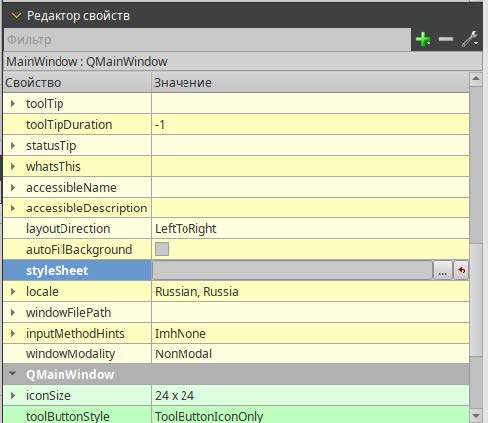 Редактор свойств
Фильтр
MainWindow : QMainWindow
Свойство Значение
toolTip
toolTipDuration -1
statusTip
whatsThis
accessibleName
accessibleDescription
layoutDirection LeftToRight
autoFillBackground
styleSheet ...
locale Russian, Russia
windowFilePath
inputMethodHints ImhNone
windowModality NonModal
QMainWindow
iconSize 24 x 24
toolButtonStyle ToolButtonIconOnly